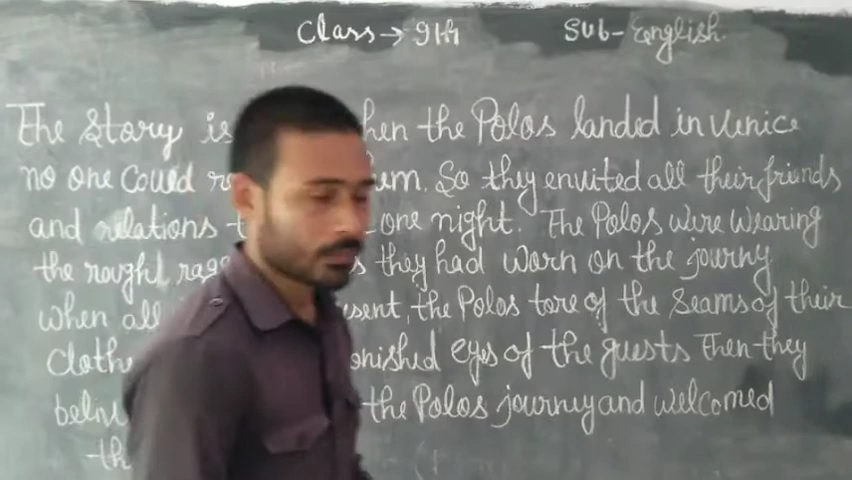 Class → 9th Sub- English.
The Story is hen the Polos landed in Venice
no one Could r em. So they envited all their friends
and relations t one night. The Polos were wearing
the rought rag s they had worn on the journy
when all esent, the Polos tore of the Seams of their
Clothe onished eyes of the guests Then they
beliv the Polos journey and welcomed
th